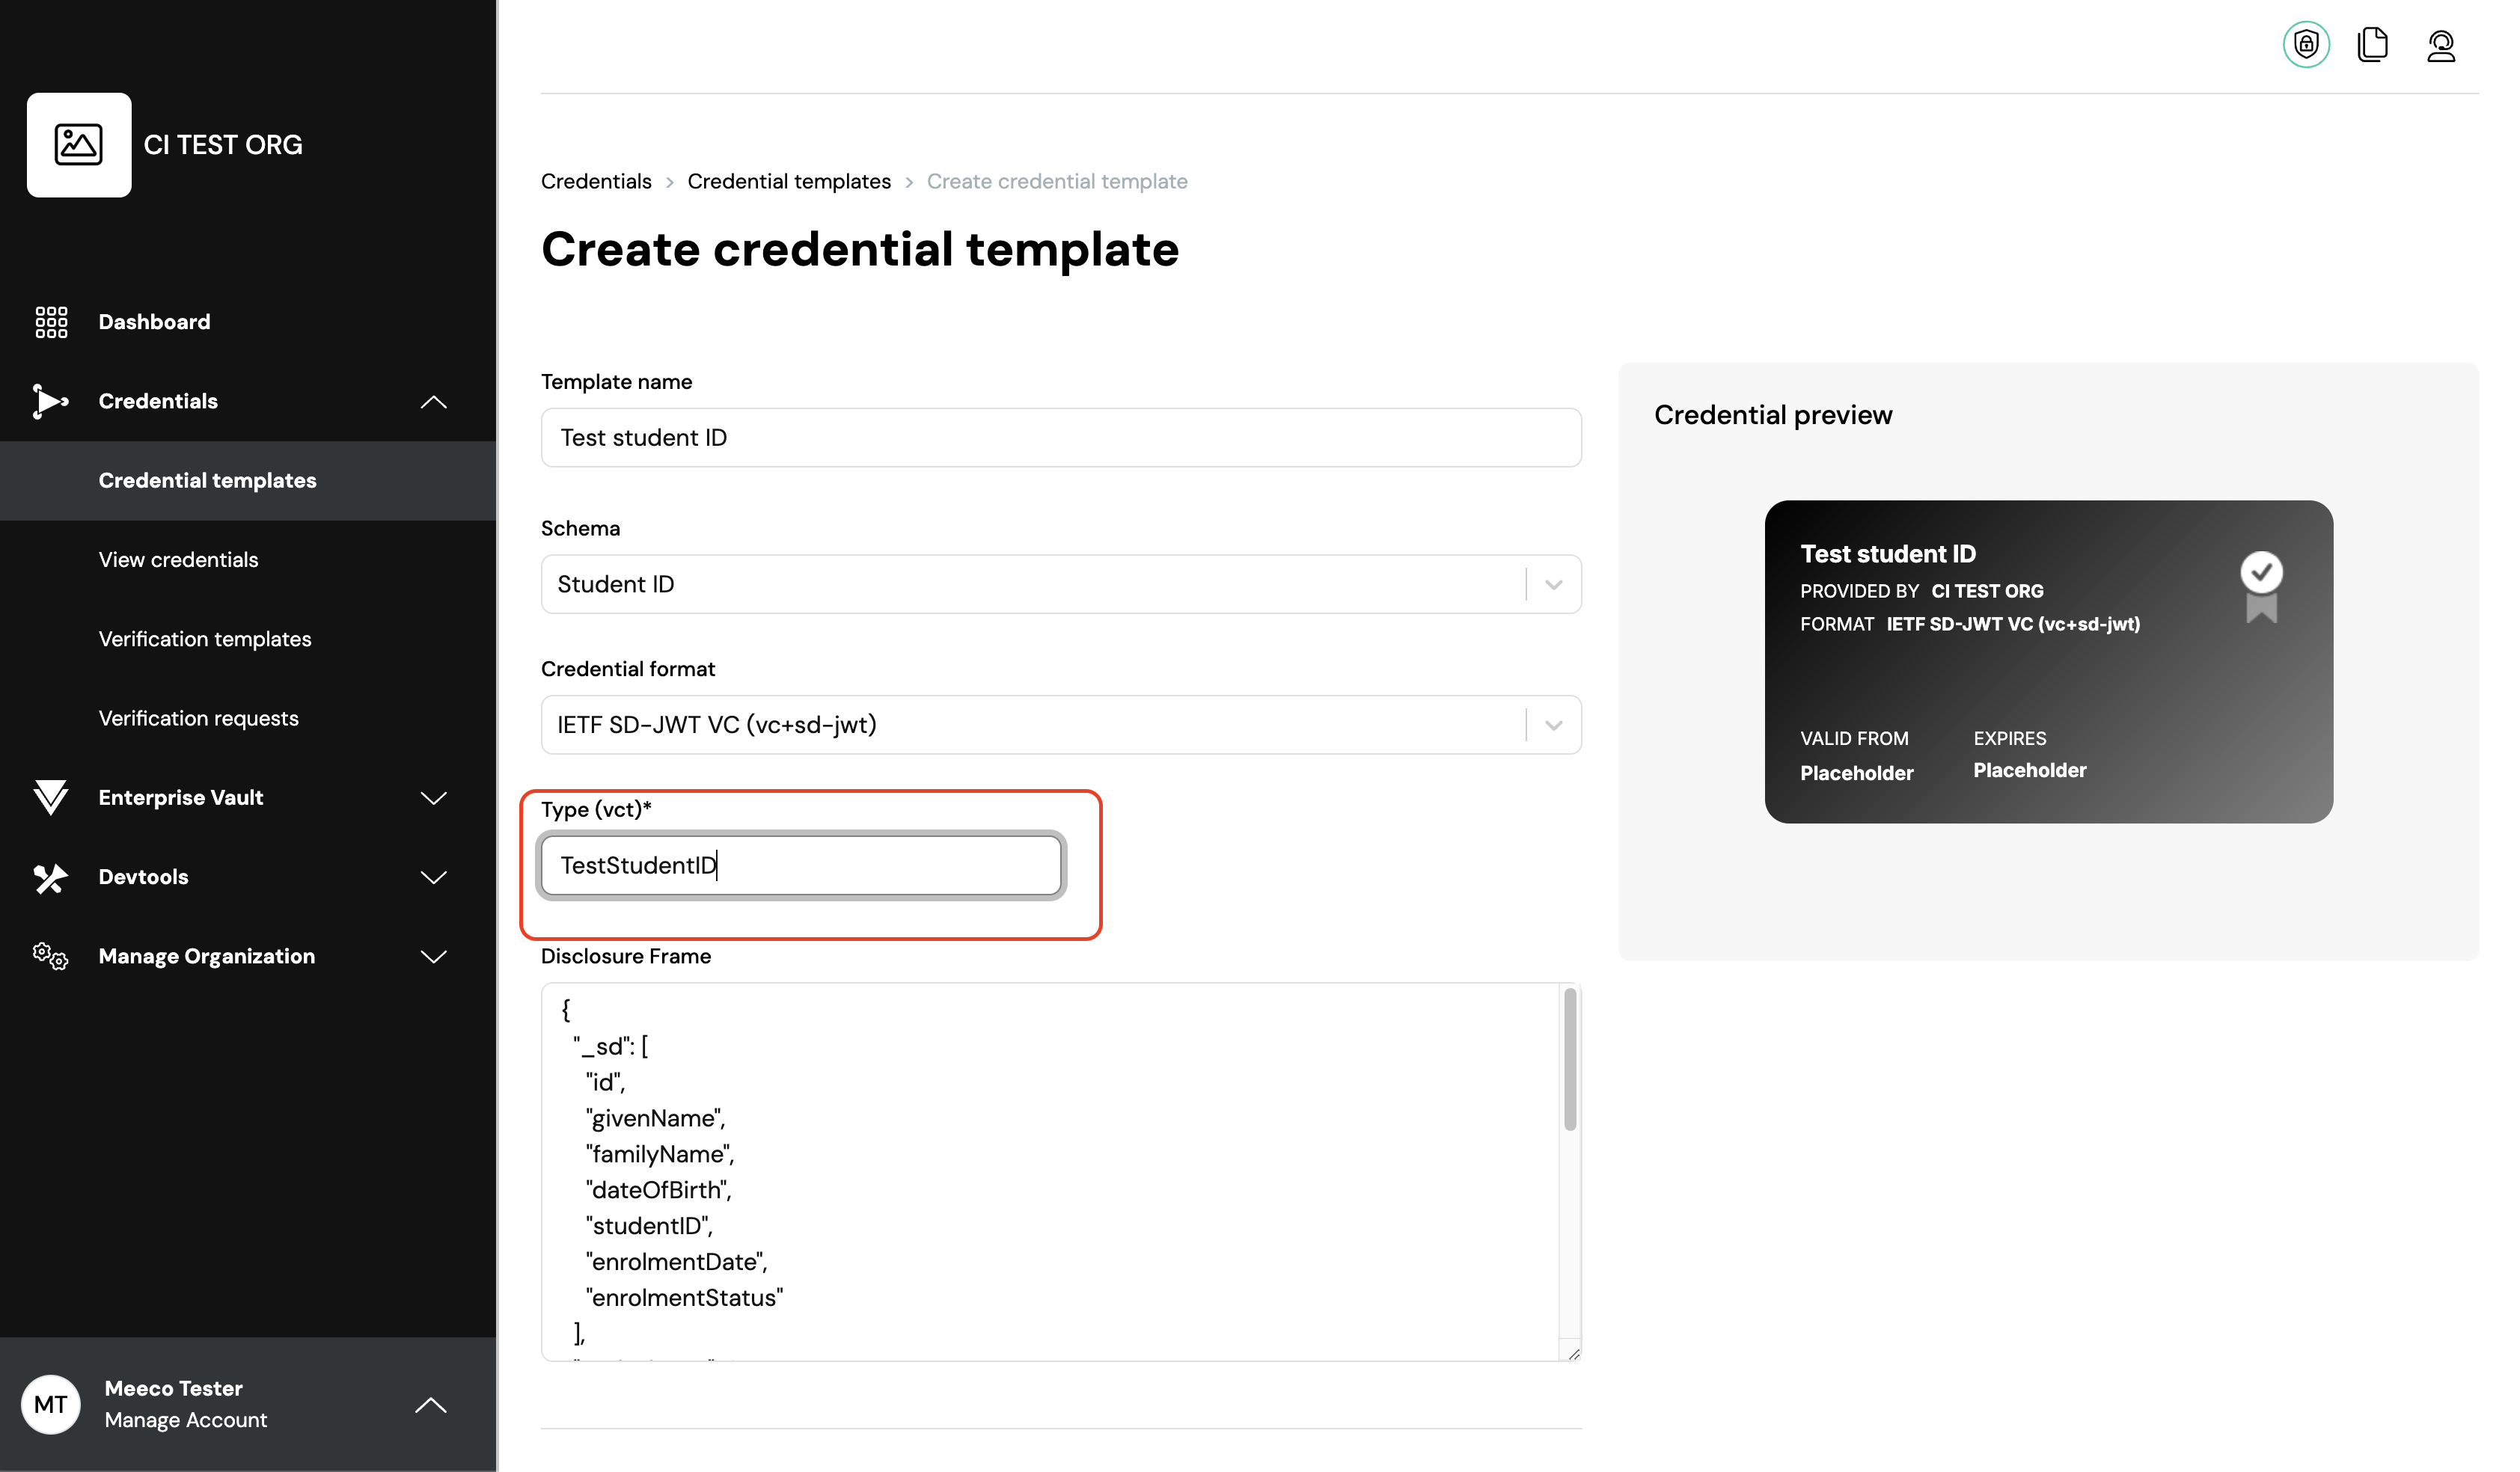 CI TEST ORG
Dashboard
Credentials
Credential templates
View credentials
Verification templates
Verification requests
Enterprise Vault
Devtools
Manage Organization
MT
Meeco Tester
Manage Account
Credentials > Credential templates > Create credential template
Create credential template
Template name
Test student ID
Schema
Student ID
Credential format
IETF SD-JWT VC (vc+sd-jwt)
Type (vct)*
TestStudentID
Disclosure Frame
{
"_sd": [
"id",
"givenName",
"familyName",
"dateOfBirth",
"studentID",
"enrolmentDate",
"enrolmentStatus"
],
Credential preview
Test student ID
PROVIDED BY CI TEST ORG
FORMAT IETF SD-JWT VC (vc+sd-jwt)
VALID FROM EXPIRES
Placeholder Placeholder